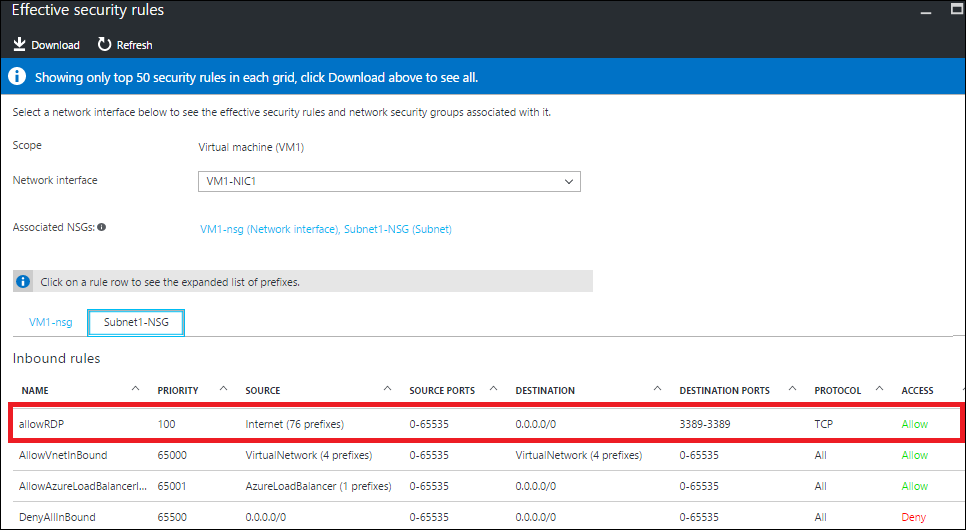 Effective security rules
Download Refresh
Showing only top 50 security rules in each grid, click Download above to see all.
Select a network interface below to see the effective security rules and network security groups associated with it.
Scope Virtual machine (VM1)
Network interface VM1-NIC1
Associated NSGs: VM1-nsg (Network interface), Subnet1-NSG (Subnet)
Click on a rule row to see the expanded list of prefixes.
VM1-nsg Subnet1-NSG
Inbound rules
NAME PRIORITY SOURCE SOURCE PORTS DESTINATION DESTINATION PORTS PROTOCOL ACCESS
allowRDP 100 Internet (76 prefixes) 0-65535 0.0.0.0/0 3389-3389 TCP Allow
AllowVnetInBound 65000 VirtualNetwork (4 prefixes) 0-65535 VirtualNetwork (4 prefixes) 0-65535 All Allow
AllowAzureLoadBalancerI... 65001 AzureLoadBalancer (1 prefixes) 0-65535 0.0.0.0/0 0-65535 All Allow
DenyAllInBound 65500 0.0.0.0/0 0-65535 0.0.0.0/0 0-65535 All Deny